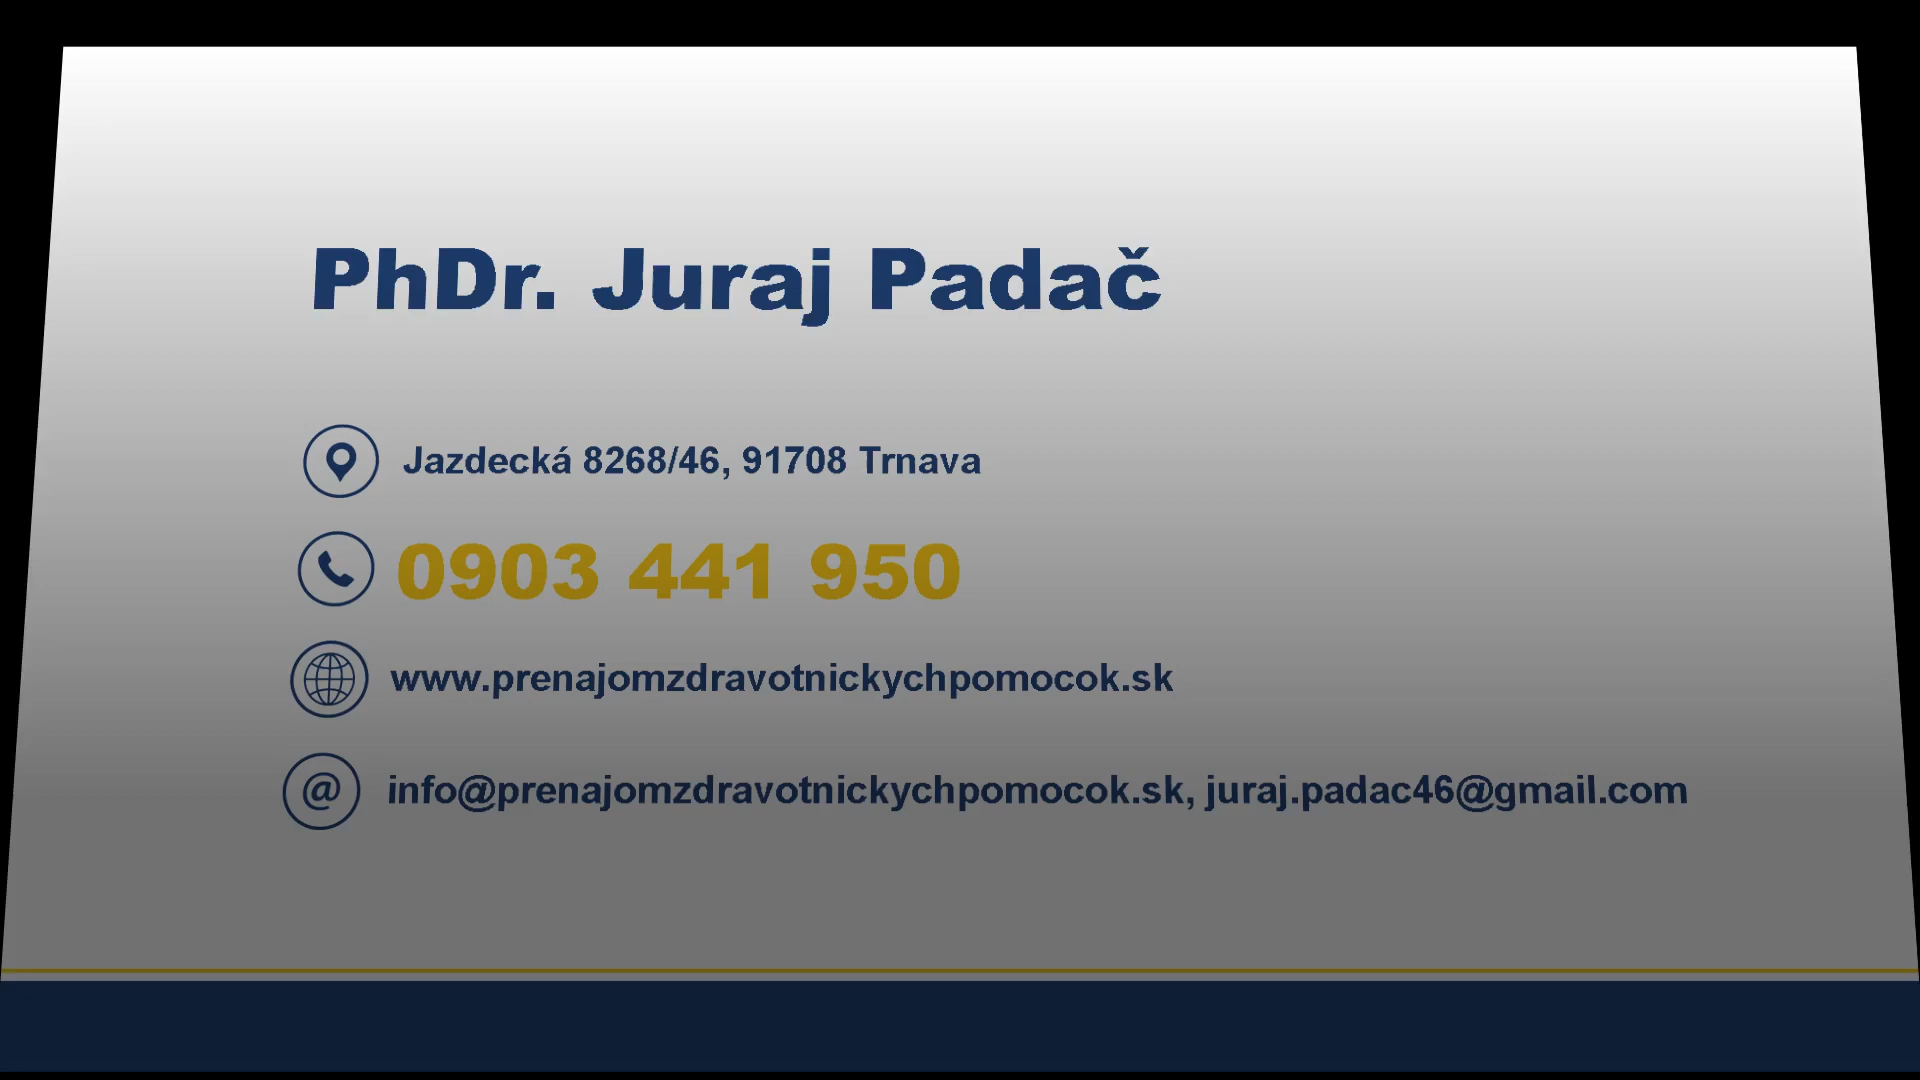 PhDr. Juraj Padač
Jazdecká 8268/46, 91708 Trnava
0903 441 950
www.prenajomzdravotnickychpomocok.sk
@ info@prenajomzdravotnickychpomocok.sk, juraj.padac46@gmail.com